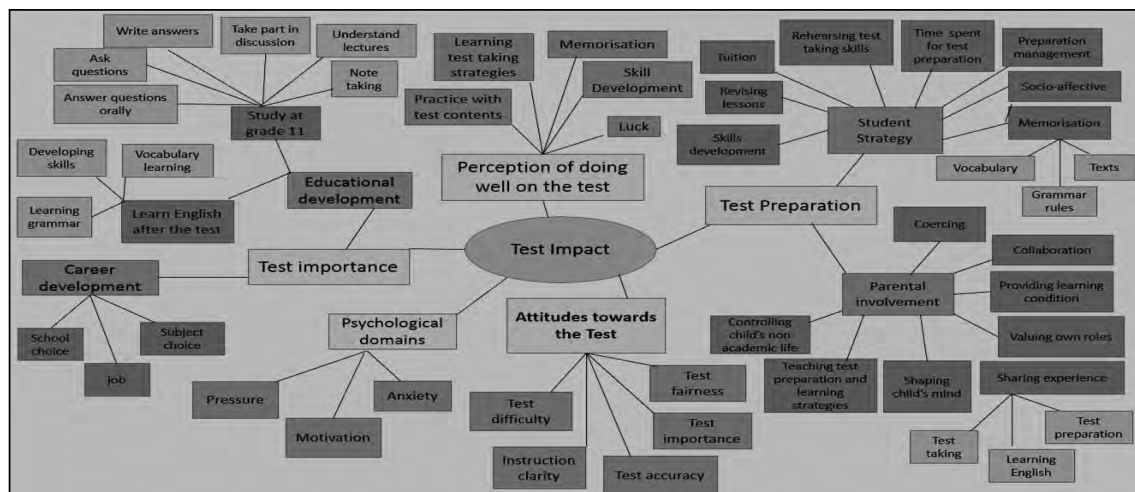 Write answers
Take part in
discussion
Understand
lectures
Ask
questions
Note
taking
Answer questions
orally
Study at
grade 11
Developing
skills
Vocabulary
learning
Learning
grammar
Learn English
after the test
Educational
development
Test importance
Career
development
School
choice
job
Subject
choice
Learning
test taking
strategies
Memorisation
Skill
Development
Practice with
test contents
Luck
Perception of doing
well on the test
Test Impact
Psychological
domains
Pressure
Motivation
Anxiety
Attitudes towards
the Test
Test
difficulty
Instruction
clarity
Test accuracy
Test
importance
Test
fairness
Test Preparation
Student
Strategy
Tuition
Rehearsing test
taking skills
Time spent
for test
preparation
Preparation
management
Socio-affective
Revising
lessons
Skills
development
Memorisation
Vocabulary
Grammar
rules
Texts
Parental
involvement
Coercing
Collaboration
Providing learning
condition
Valuing own roles
Controlling
child's non
academic life
Teaching test
preparation and
learning
strategies
Shaping
child's mind
Sharing experience
Test
taking
Learning
English
Test
preparation